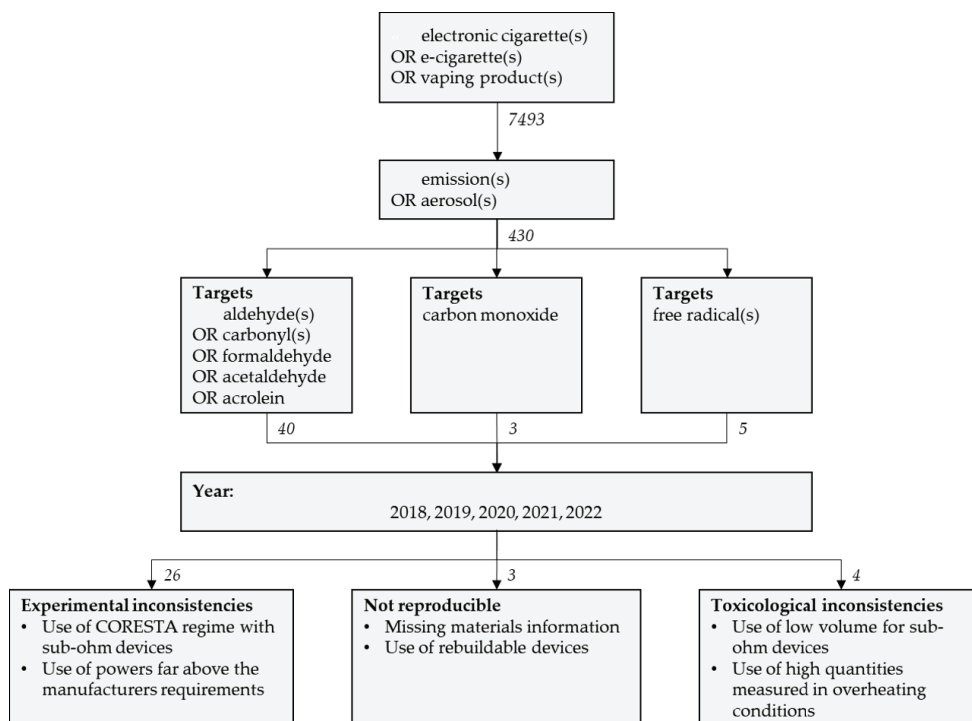 electronic cigarette(s)
OR e-cigarette(s)
OR vaping product(s)
7493
emission(s)
OR aerosol(s)
430
Targets
aldehyde(s)
OR carbonyl(s)
OR formaldehyde
OR acetaldehyde
OR acrolein
Targets
carbon monoxide
Targets
free radical(s)
40
3
5
Year:
2018, 2019, 2020, 2021, 2022
26
3
4
Experimental inconsistencies
• Use of CORESTA regime with
sub-ohm devices
• Use of powers far above the
manufacturers requirements
Not reproducible
• Missing materials information
• Use of rebuildable devices
Toxicological inconsistencies
• Use of low volume for sub-
ohm devices
• Use of high quantities
measured in overheating
conditions